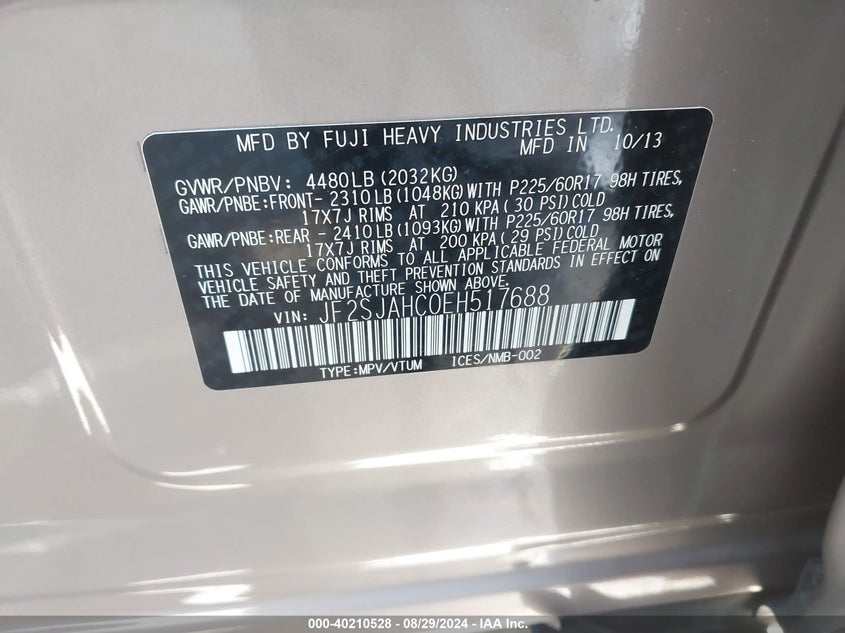 MFD BY FUJI HEAVY INDUSTRIES LTD.
MFD IN 10/13
GVWR/PNBV: 4480LB(2032KG)
GAWR/PNBE:FRONT- 2310LB(1048KG)WITH P225/60R17 98H TIRES,
17X7J RIMS AT 210 KPA(30 PSI)COLD
GAWR/PNBE:REAR - 2410LB(1093KG)WITH P225/60R17 98H TIRES,
17X7J RIMS AT 200 KPA(29 PSI)COLD
THIS VEHICLE CONFORMS TO ALL APPLICABLE FEDERAL MOTOR
VEHICLE SAFETY AND THEFT PREVENTION STANDARDS IN EFFECT ON
THE DATE OF MANUFACTURE SHOWN ABOVE.
VIN: JF2SJAHC0EH517688
TYPE:MPV/VTUM ICES/NMB-002
000-40210528 - 08/29/2024 - IAA Inc.